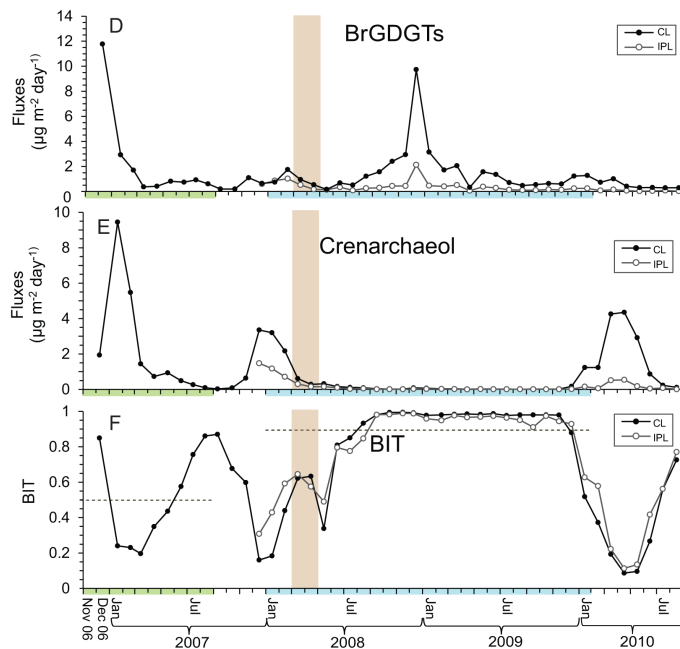 D
BrGDGTs
CL
IPL
Fluxes
(µg m-2 day-1)
14
12
10
8
6
4
2
0
E
Crenarchaeol
CL
IPL
Fluxes
(µg m-2 day-1)
10
8
6
4
2
0
F
BIT
CL
IPL
BIT
1
0.8
0.6
0.4
0.2
0
Nov 06
Dec 06
Jan
Jul
Jan
Jul
Jan
Jul
Jan
Jul
2007
2008
2009
2010